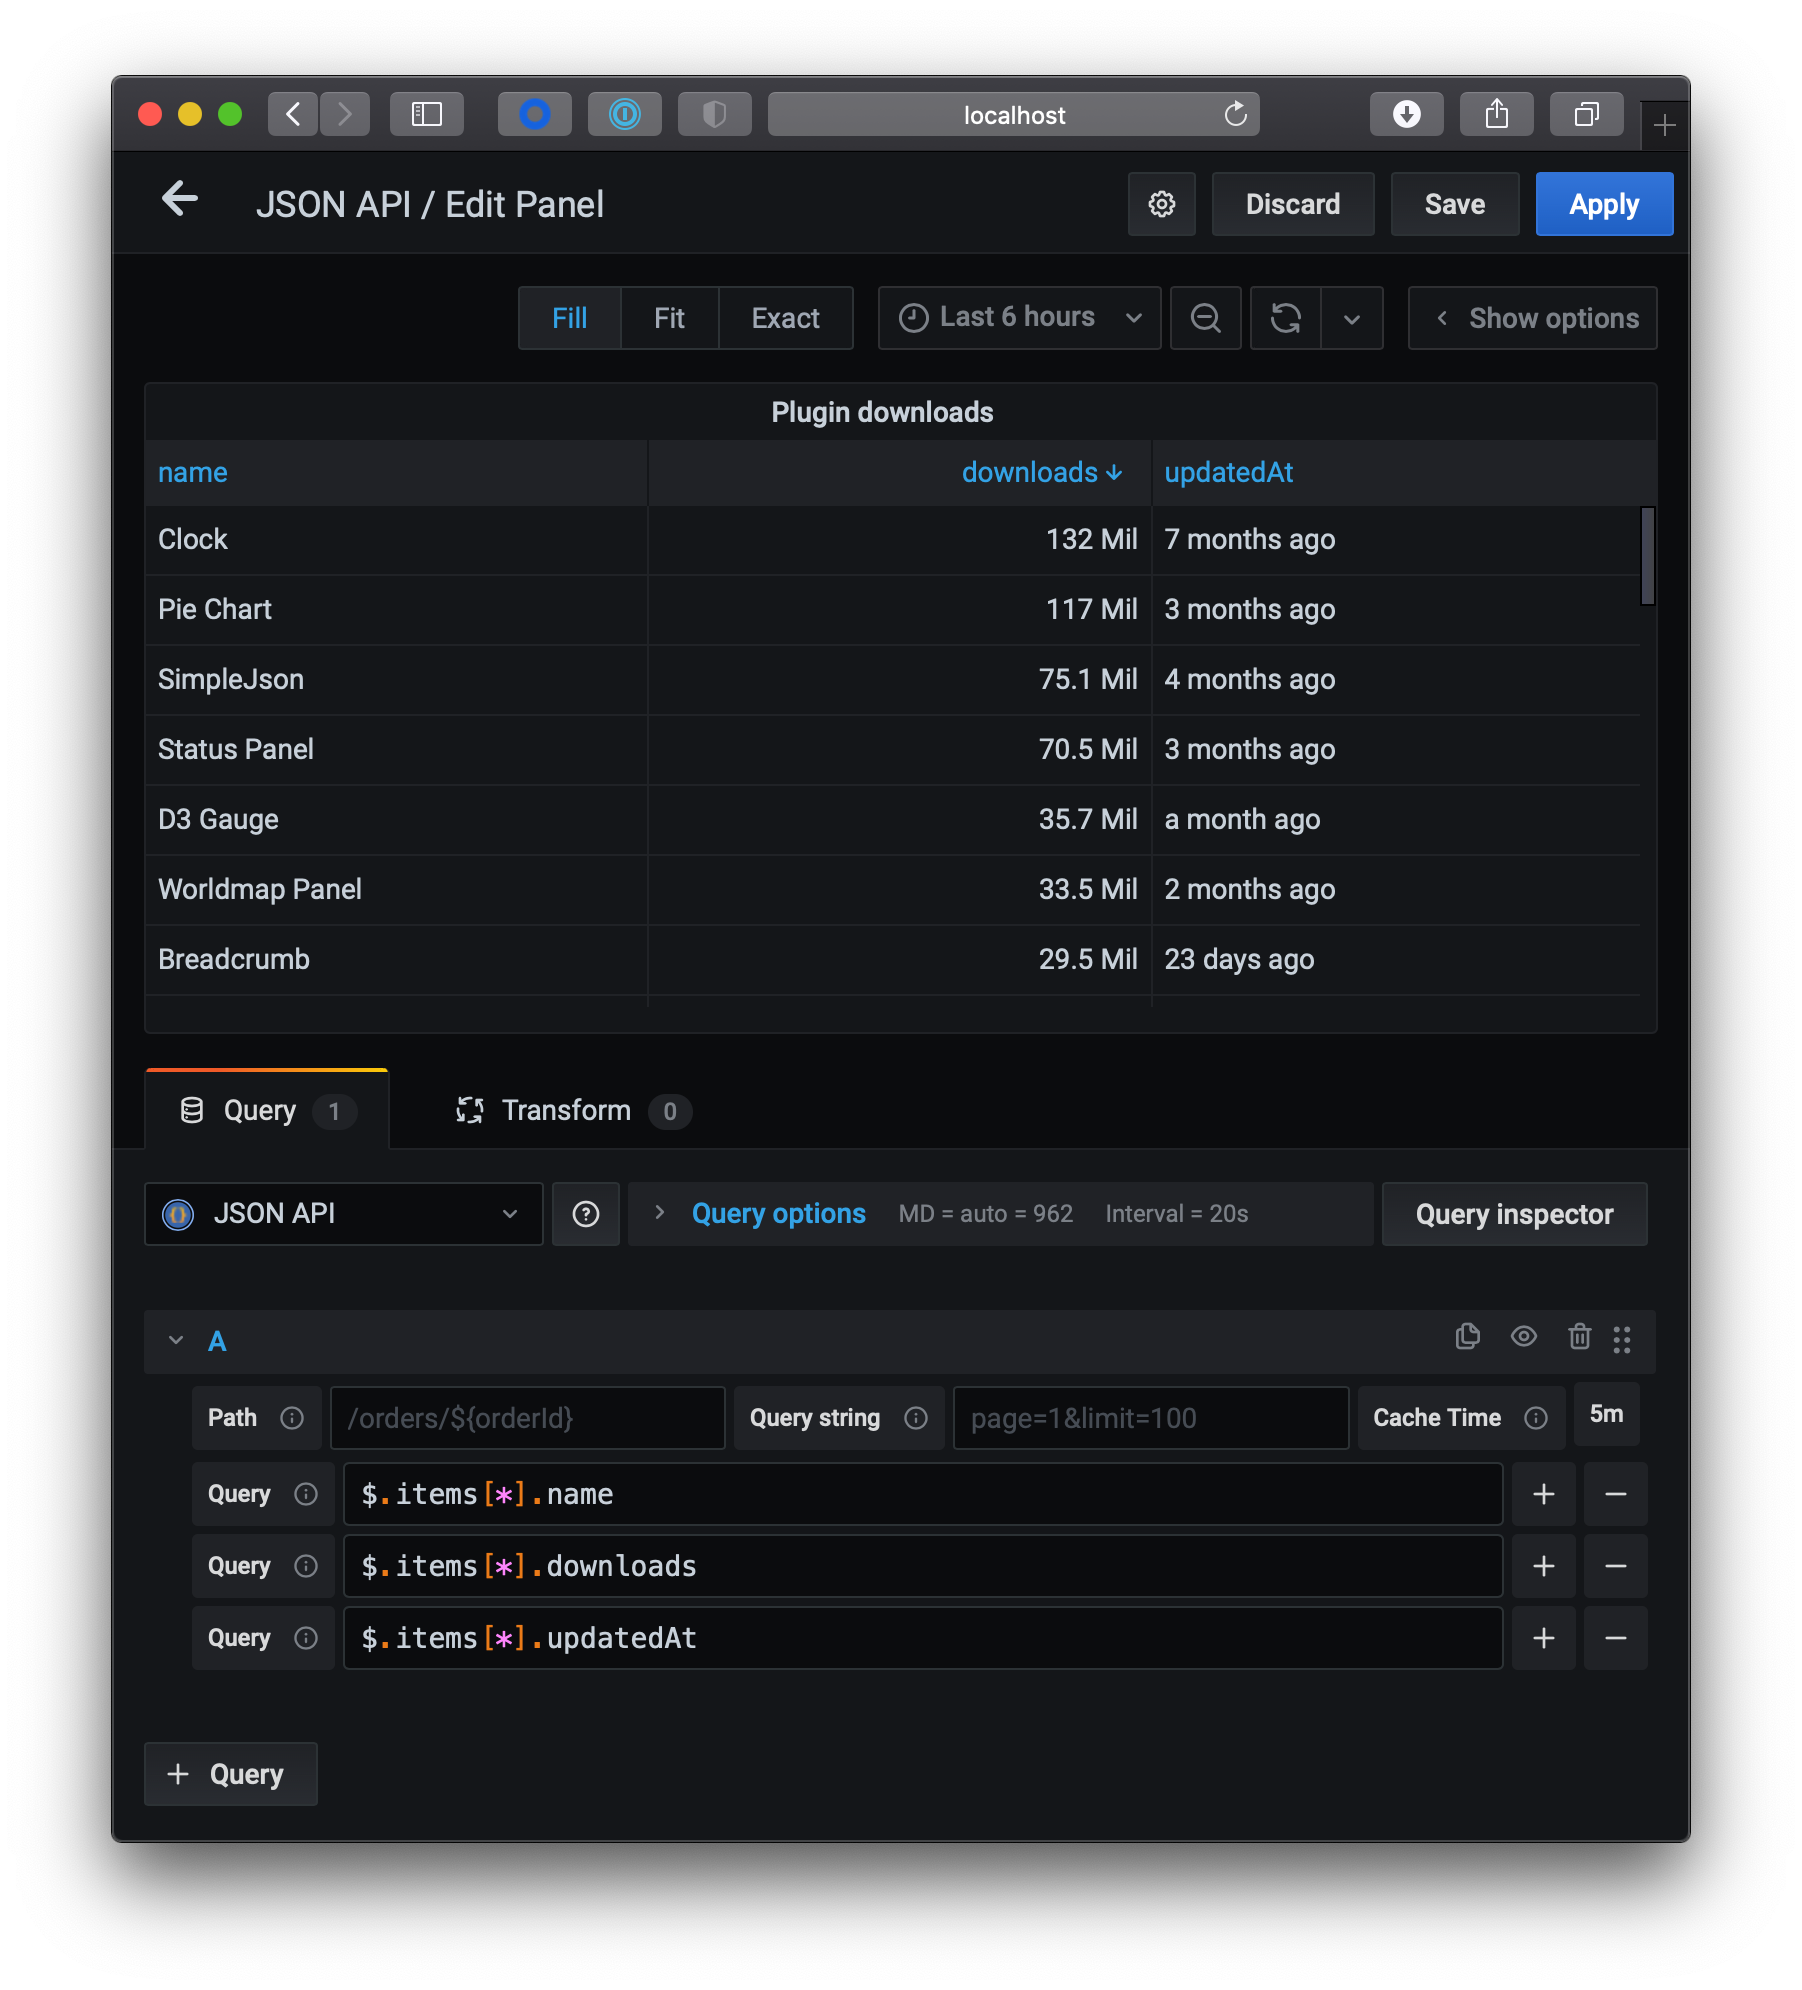 localhost
JSON API / Edit Panel
Discard
Save
Apply
Fill
Fit
Exact
Last 6 hours
Show options
Plugin downloads
name downloads updatedAt
Clock 132 Mil 7 months ago
Pie Chart 117 Mil 3 months ago
SimpleJson 75.1 Mil 4 months ago
Status Panel 70.5 Mil 3 months ago
D3 Gauge 35.7 Mil a month ago
Worldmap Panel 33.5 Mil 2 months ago
Breadcrumb 29.5 Mil 23 days ago
Query 1
Transform 0
JSON API
Query options MD = auto = 962 Interval = 20s
Query inspector
A
Path /orders/${orderId} Query string page=1&limit=100 Cache Time 5m
Query $.items[*].name
Query $.items[*].downloads
Query $.items[*].updatedAt
+ Query